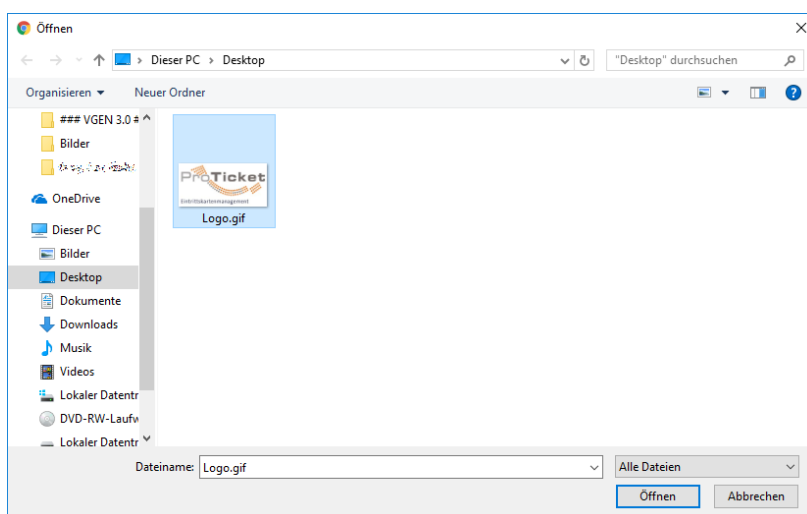 Öffnen
Dieser PC › Desktop
"Desktop" durchsuchen
Organisieren
Neuer Ordner
### VGEN 3.0 #
Bilder
OneDrive
Dieser PC
Bilder
Desktop
Dokumente
Downloads
Musik
Videos
Lokaler Datentr
DVD-RW-Laufw
Lokaler Datentr
ProTicket
Eintrittskartenmanagement
Logo.gif
Dateiname: Logo.gif
Alle Dateien
Öffnen
Abbrechen